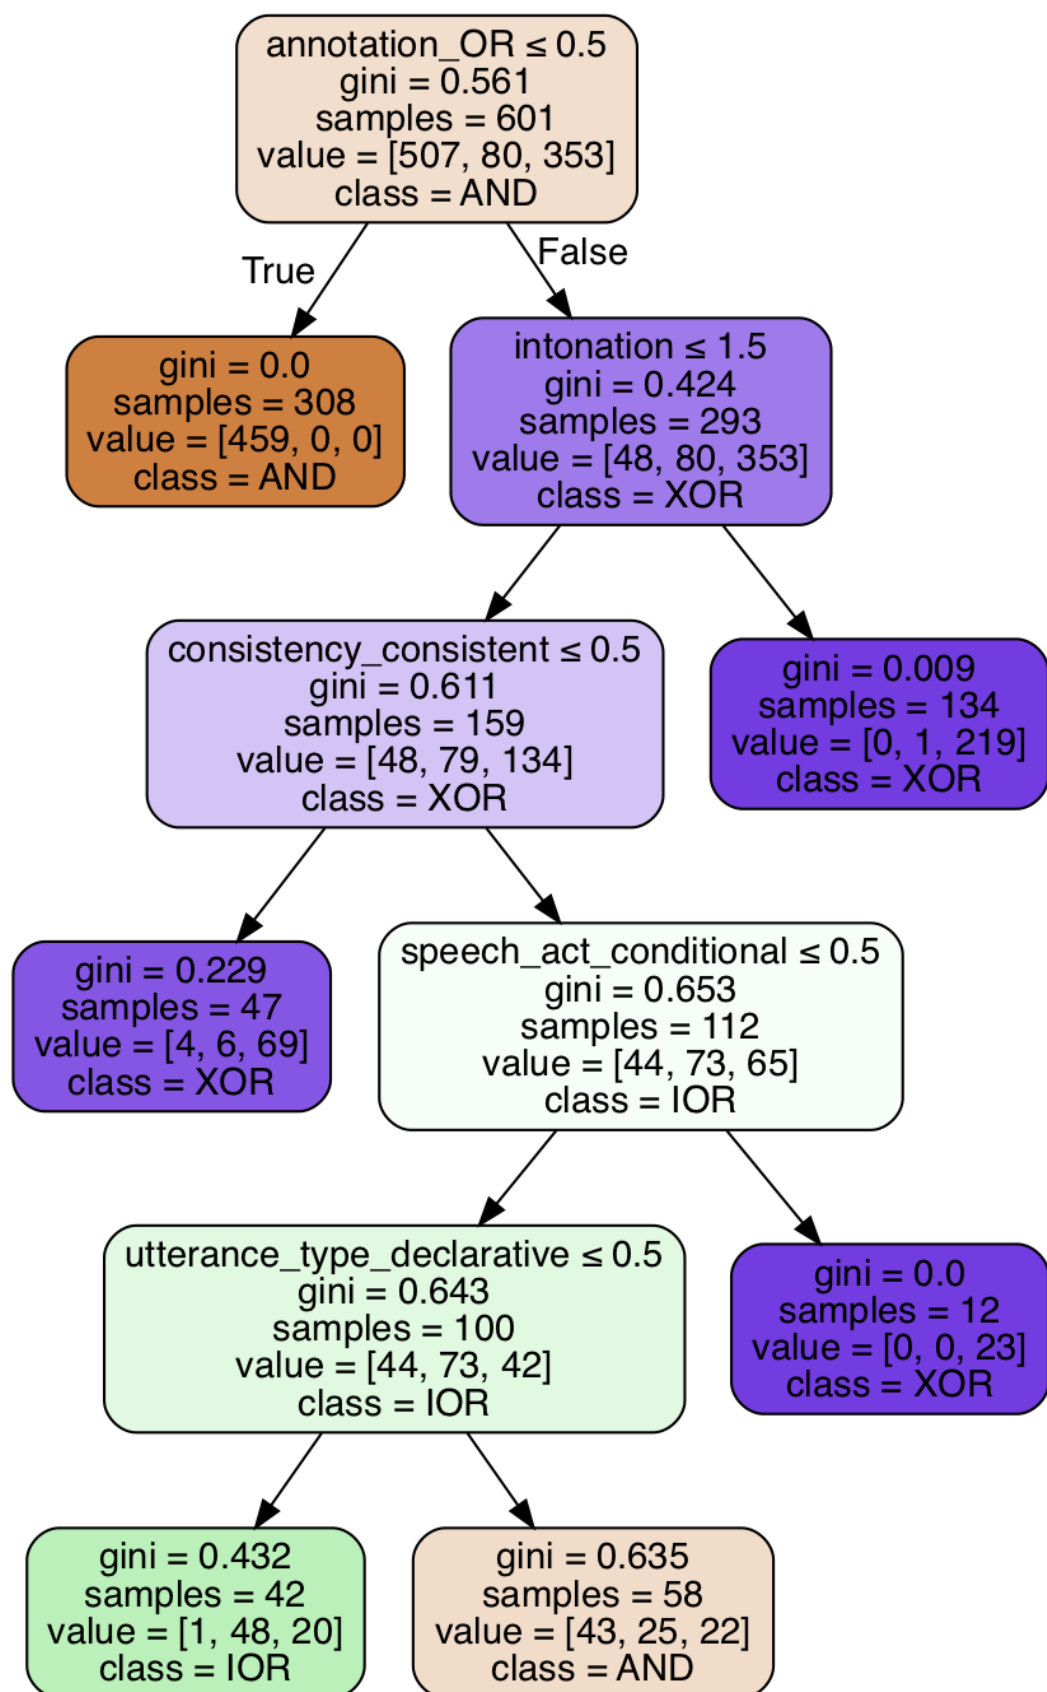 annotation_OR ≤ 0.5
gini = 0.561
samples = 601
value = [507, 80, 353]
class = AND
True
False
gini = 0.0
samples = 308
value = [459, 0, 0]
class = AND
intonation ≤ 1.5
gini = 0.424
samples = 293
value = [48, 80, 353]
class = XOR
consistency_consistent ≤ 0.5
gini = 0.611
samples = 159
value = [48, 79, 134]
class = XOR
gini = 0.009
samples = 134
value = [0, 1, 219]
class = XOR
gini = 0.229
samples = 47
value = [4, 6, 69]
class = XOR
speech_act_conditional ≤ 0.5
gini = 0.653
samples = 112
value = [44, 73, 65]
class = IOR
utterance_type_declarative ≤ 0.5
gini = 0.643
samples = 100
value = [44, 73, 42]
class = IOR
gini = 0.0
samples = 12
value = [0, 0, 23]
class = XOR
gini = 0.432
samples = 42
value = [1, 48, 20]
class = IOR
gini = 0.635
samples = 58
value = [43, 25, 22]
class = AND